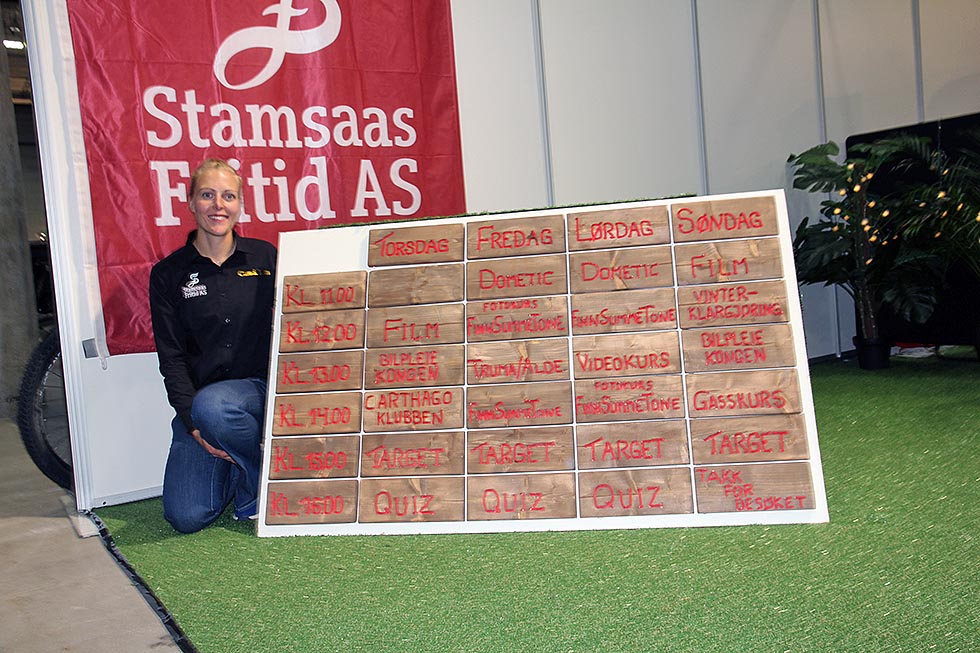 Stamsaas
Fritid AS
Stamsaas
Fritid AS
TORSDAG FREDAG LØRDAG SØNDAG
KL 11.00 DOMETIC DOMETIC FILM
KL 12.00 FILM FOTOKURS FINNSUMMETONE FINNSUMMETONE VINTER-
KLARGJØRING
KL 13.00 BILPLEIE
KONGEN TRUMA/ALDE VIDEOKURS BILPLEIE
KONGEN
KL 14.00 CARTHAGO
KLUBBEN FINNSUMMETONE FOTOKURS
FINNSUMMETONE GASSKURS
KL 15.00 TARGET TARGET TARGET TARGET
KL 16.00 QUIZ QUIZ QUIZ TAKK
FOR
BESØKET